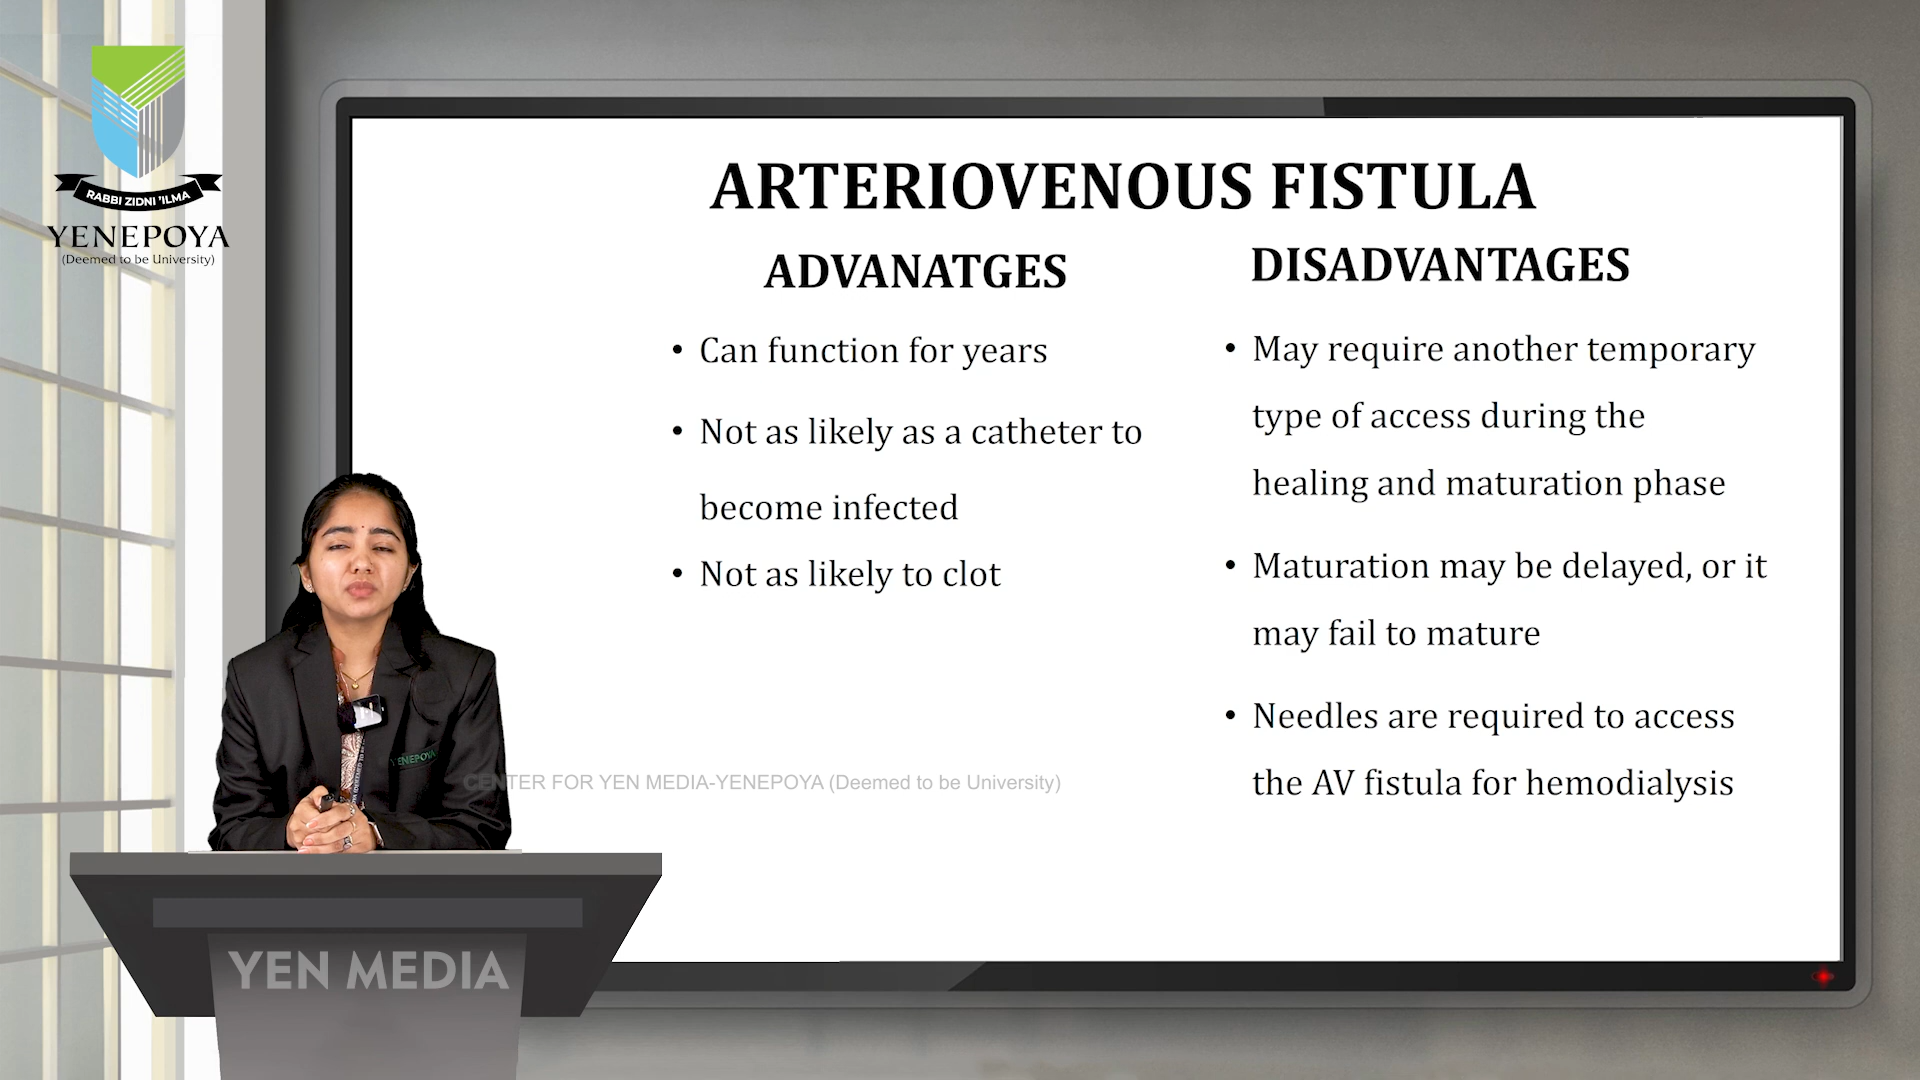 RABBI ZIDNI 'ILMA
YENEPOYA
(Deemed to be University)
ARTERIOVENOUS FISTULA
ADVANATGES
• Can function for years
• Not as likely as a catheter to
become infected
• Not as likely to clot
DISADVANTAGES
• May require another temporary
type of access during the
healing and maturation phase
• Maturation may be delayed, or it
may fail to mature
• Needles are required to access
the AV fistula for hemodialysis
YENEPOYA
CENTER FOR YEN MEDIA-YENEPOYA (Deemed to be University)
YEN MEDIA